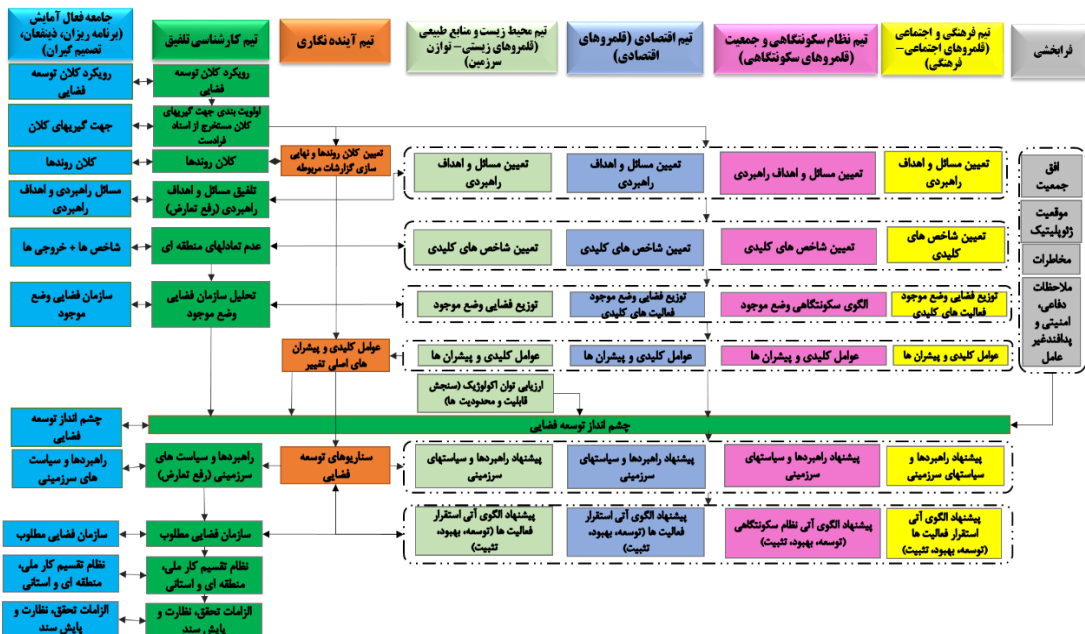 جامعه فعال آمایش
(برنامه ریزان، ذینفعان،
تصمیم گیران)
تیم کارشناسی تلفیق
تیم آینده نگاری
تیم محیط زیست و منابع طبیعی
(قلمروهای زیستی – توازن
سرزمین)
تیم اقتصادی (قلمروهای
اقتصادی)
تیم نظام سکونتگاهی و جمعیت
(قلمروهای سکونتگاهی)
تیم فرهنگی و اجتماعی
(قلمروهای اجتماعی–
فرهنگی)
فرابخشی
رویکرد کلان توسعه
فضایی
رویکرد کلان توسعه
فضایی
جهت گیریهای کلان
اولویت بندی جهت گیریهای
کلان مستخرج از اسناد
فرادست
کلان روندها
کلان روندها
تعیین کلان روندها و نهایی
سازی گزارشات مربوطه
تعیین مسائل و اهداف
راهبردی
تعیین مسائل و اهداف
راهبردی
تعیین مسائل و اهداف راهبردی
تعیین مسائل و اهداف
راهبردی
افق
جمعیت
مسائل راهبردی و اهداف
راهبردی
تلفیق مسائل و اهداف
راهبردی (رفع تعارض)
موقعیت
ژئوپلیتیک
شاخص ها + خروجی ها
عدم تعادلهای منطقه ای
تعیین شاخص های کلیدی
تعیین شاخص های کلیدی
تعیین شاخص های کلیدی
تعیین شاخص های
کلیدی
مخاطرات
سازمان فضایی وضع
موجود
تحلیل سازمان فضایی
وضع موجود
توزیع فضایی وضع موجود
توزیع فضایی وضع موجود
فعالیت های کلیدی
الگوی سکونتگاهی وضع موجود
توزیع فضایی وضع موجود
فعالیت های کلیدی
ملاحظات
دفاعی،
امنیتی و
پدافندغیر
عامل
عوامل کلیدی و پیشران
های اصلی تغییر
عوامل کلیدی و پیشران ها
عوامل کلیدی و پیشران ها
عوامل کلیدی و پیشران ها
عوامل کلیدی و پیشران ها
ارزیابی توان اکولوژیک (سنجش
قابلیت و محدودیت ها)
چشم انداز توسعه
فضایی
چشم انداز توسعه فضایی
راهبردها و سیاست
های سرزمینی
راهبردها و سیاست های
سرزمینی (رفع تعارض)
سناریوهای توسعه
فضایی
پیشنهاد راهبردها و سیاستهای
سرزمینی
پیشنهاد راهبردها و سیاستهای
سرزمینی
پیشنهاد راهبردها و سیاستهای
سرزمینی
پیشنهاد راهبردها و
سیاستهای سرزمینی
سازمان فضایی مطلوب
سازمان فضایی مطلوب
پیشنهاد الگوی آتی استقرار
فعالیت ها (توسعه، بهبود،
تثبیت)
پیشنهاد الگوی آتی استقرار
فعالیت ها (توسعه، بهبود،
تثبیت)
پیشنهاد الگوی آتی نظام سکونتگاهی
(توسعه، بهبود، تثبیت)
پیشنهاد الگوی آتی
استقرار فعالیت ها
(توسعه، بهبود، تثبیت)
نظام تقسیم کار ملی،
منطقه ای و استانی
نظام تقسیم کار ملی،
منطقه ای و استانی
الزامات تحقق، نظارت و
پایش سند
الزامات تحقق، نظارت و
پایش سند